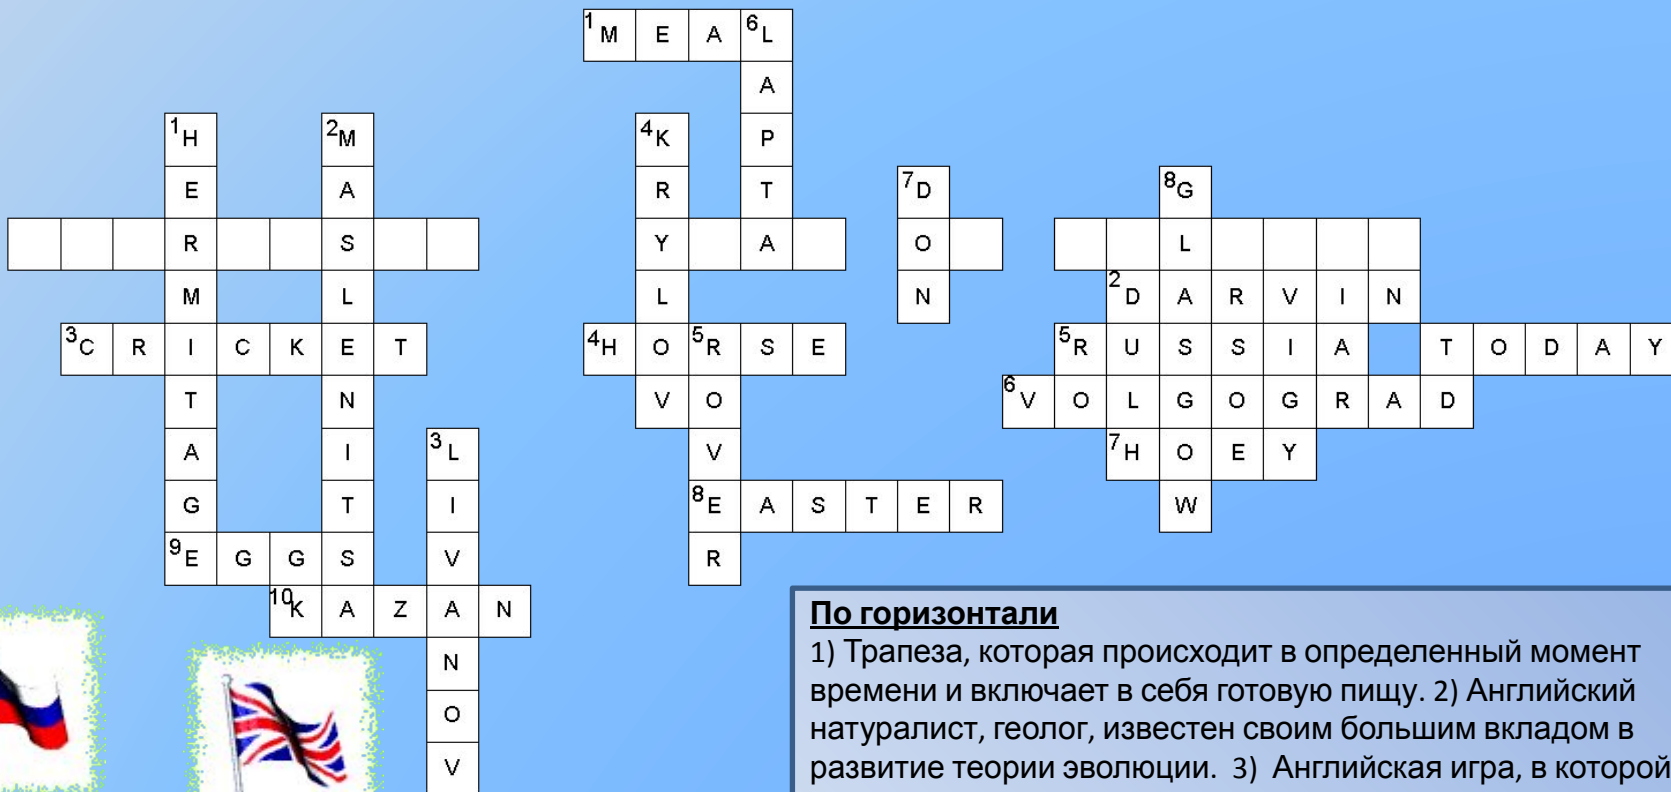 1 M E A 6 L
A
1 H 2 M 4 K P
E A R T 7 D 8 G
R S Y A O L
M L L N 2 D A R V I N
3 C R I C K E T 4 H O 5 R S E 5 R U S S I A T O D A Y
T N V O 6 V O L G O G R A D
A I 3 L V 7 H O E Y
G T I 8 E A S T E R W
9 E G G S V R
10 K A Z A N
N
O
V
По горизонтали
1) Трапеза, которая происходит в определенный момент
времени и включает в себя готовую пищу. 2) Английский
натуралист, геолог, известен своим большим вкладом в
развитие теории эволюции. 3) Английская игра, в которой